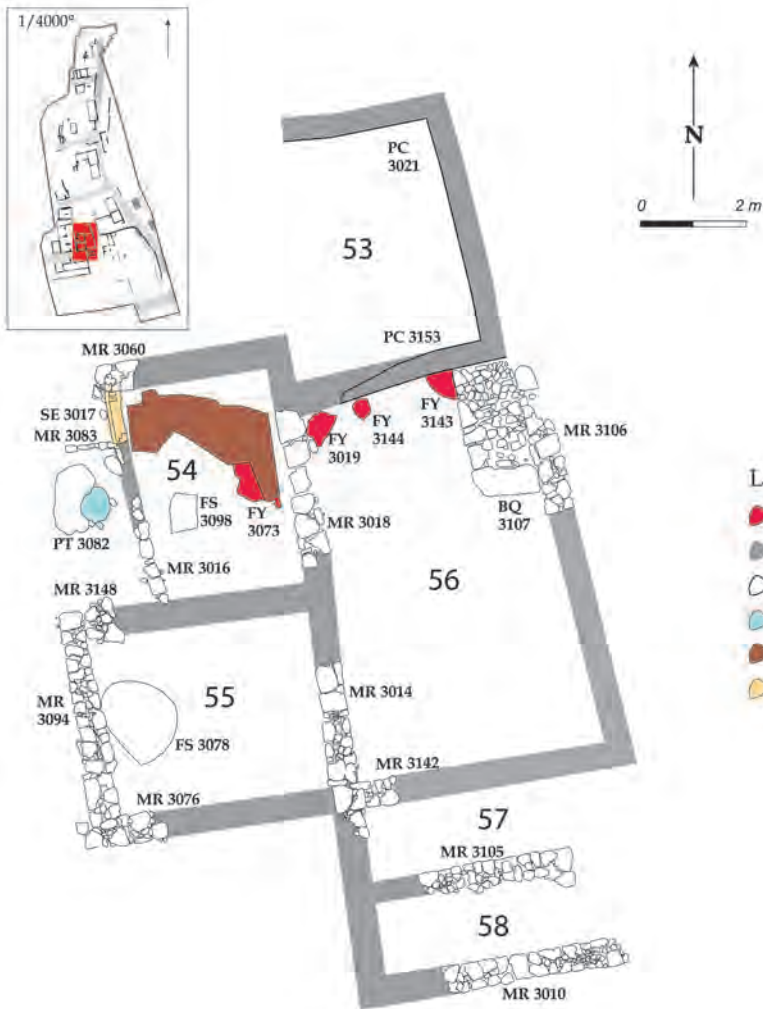 1/4000°
N
0 2 m
PC
3021
53
PC 3153
MR 3060
SE 3017
MR 3083
FY
3143
FY
3144
FY
3019
MR 3106
54
FS
3098
FY
3073
MR 3018
BQ
3107
PT 3082
MR 3016
56
MR 3148
55
MR 3014
MR
3094
FS 3078
MR 3142
MR 3076
57
MR 3105
58
MR 3010
L